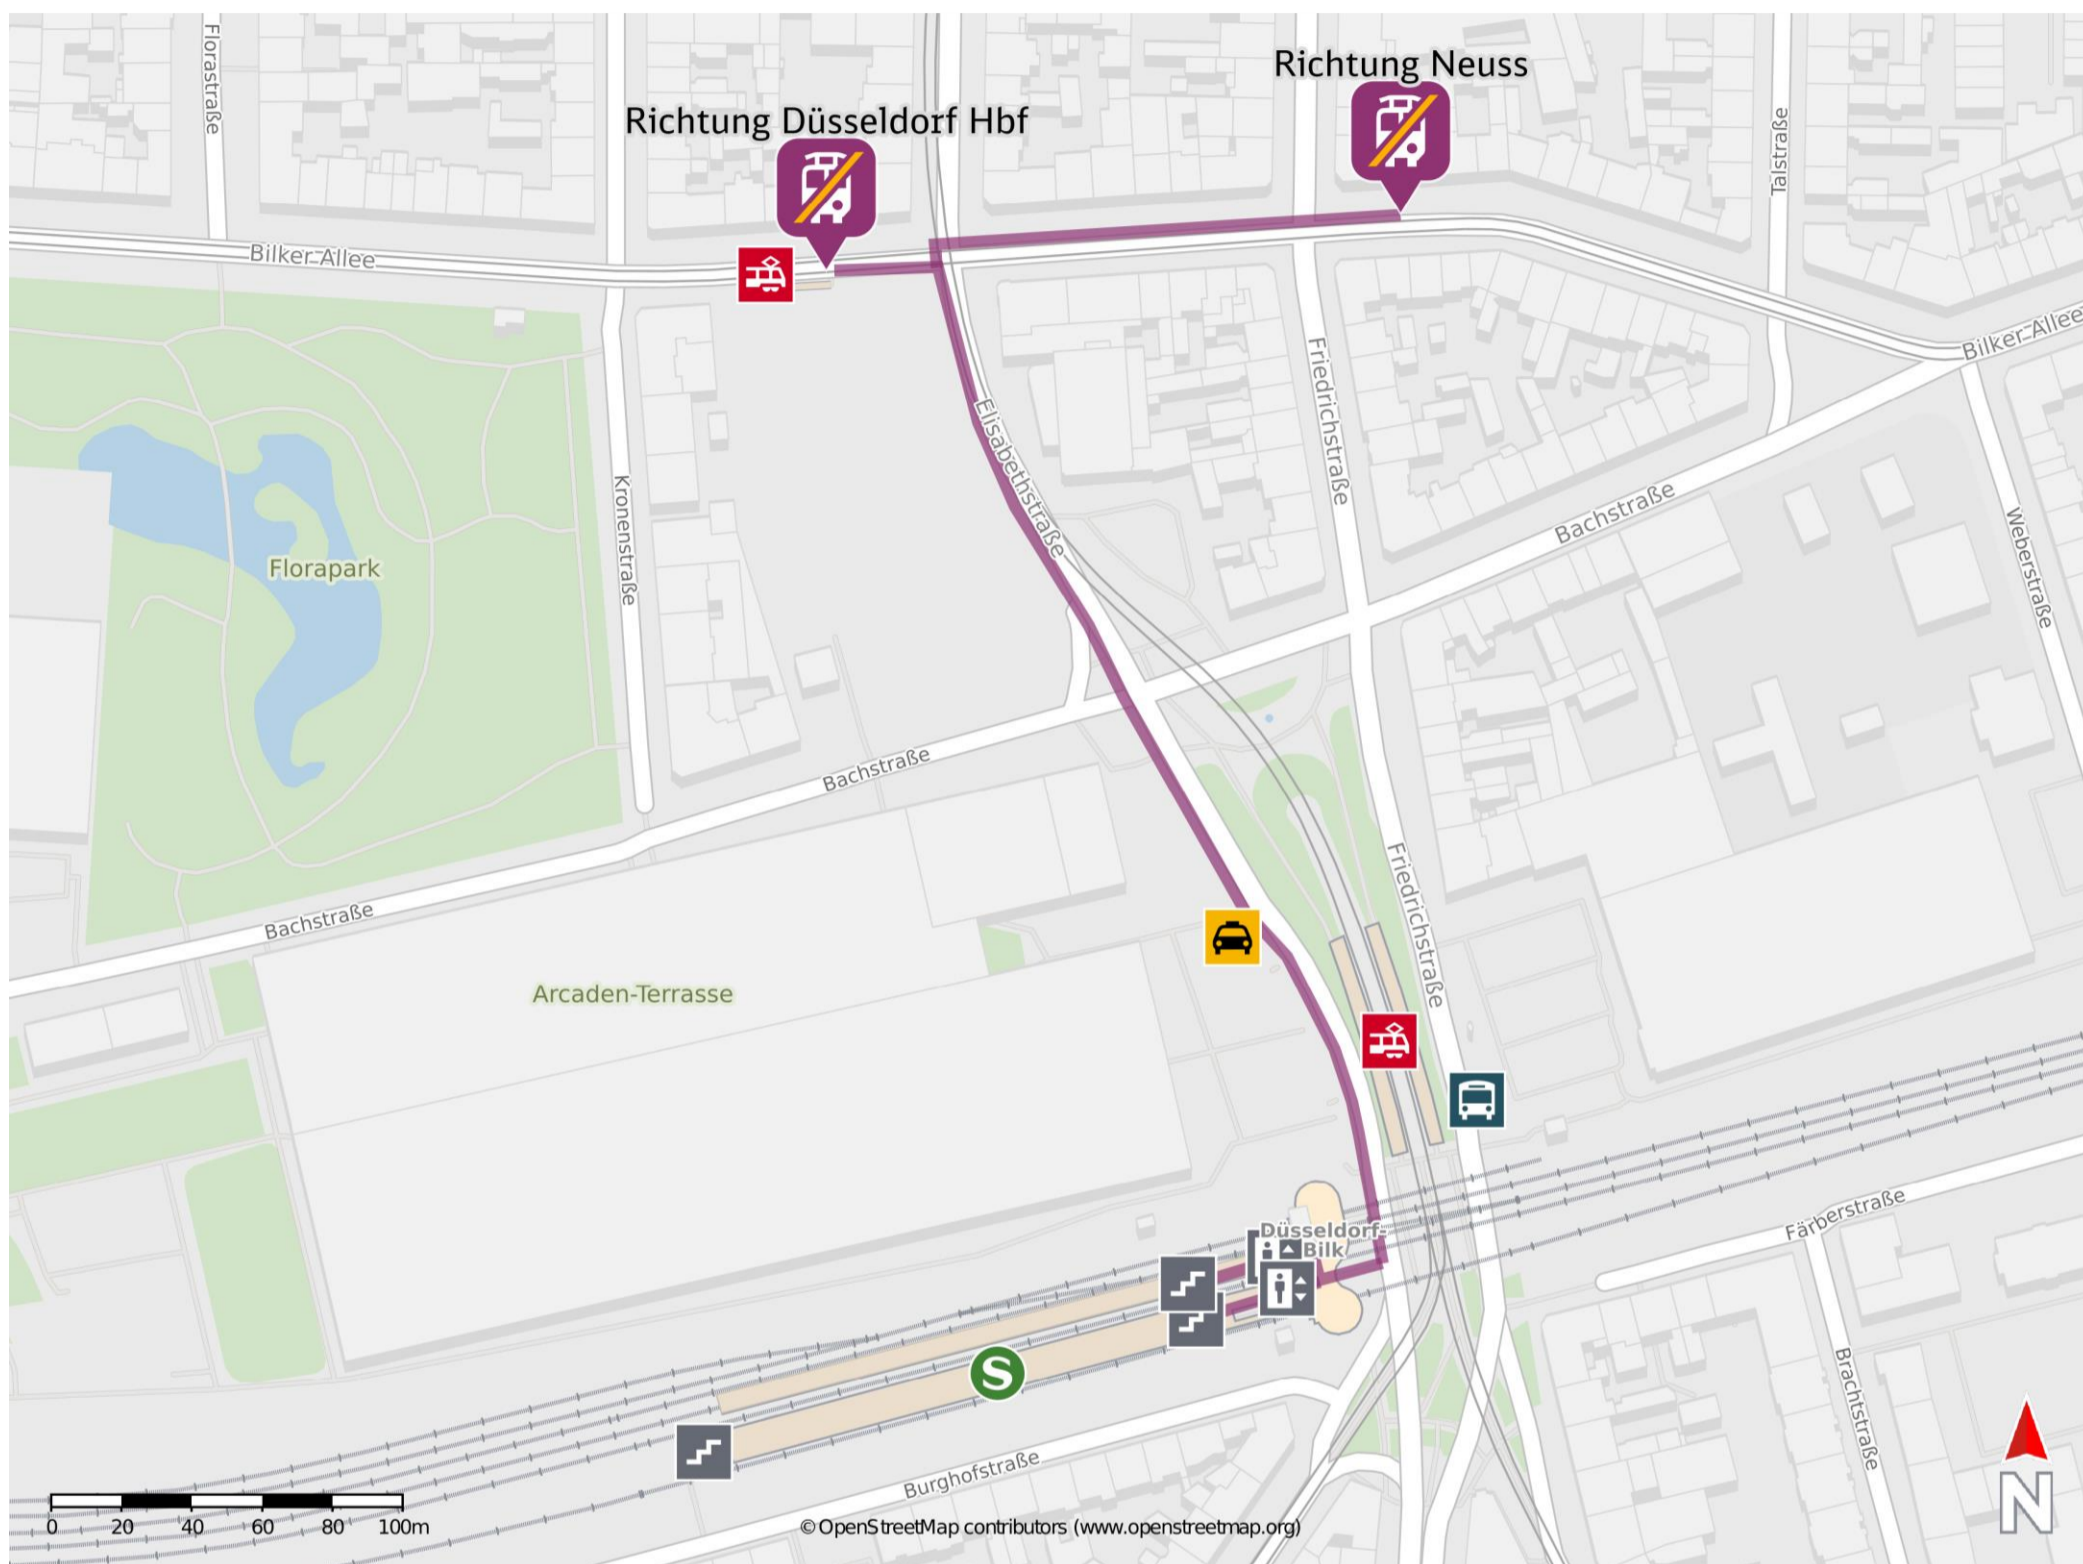 Richtung Neuss
Richtung Düsseldorf Hbf
Florastraße
Talstraße
Bilker Allee
Bilker Allee
Friedrichstraße
Elisabethstraße
Kronenstraße
Bachstraße
Weberstraße
Florapark
Bachstraße
Friedrichstraße
Bachstraße
Arcaden-Terrasse
Färberstraße
Düsseldorf-
Bilk
S
Brachtstraße
Burghofstraße
N
0 20 40 60 80 100m
©OpenStreetMap contributors (www.openstreetmap.org)